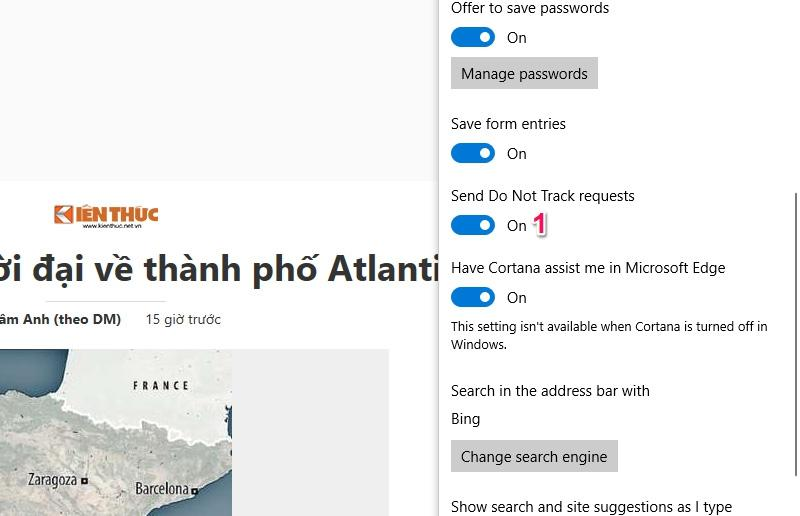 KIẾN THỨC
www.kienthuc.net.vn
ời đại về thành phố Atlanti
âm Anh (theo DM) 15 giờ trước
FRANCE
Zaragoza
Barcelona
Offer to save passwords
On
Manage passwords
Save form entries
On
Send Do Not Track requests
On 1
Have Cortana assist me in Microsoft Edge
On
This setting isn't available when Cortana is turned off in
Windows.
Search in the address bar with
Bing
Change search engine
Show search and site suggestions as I type